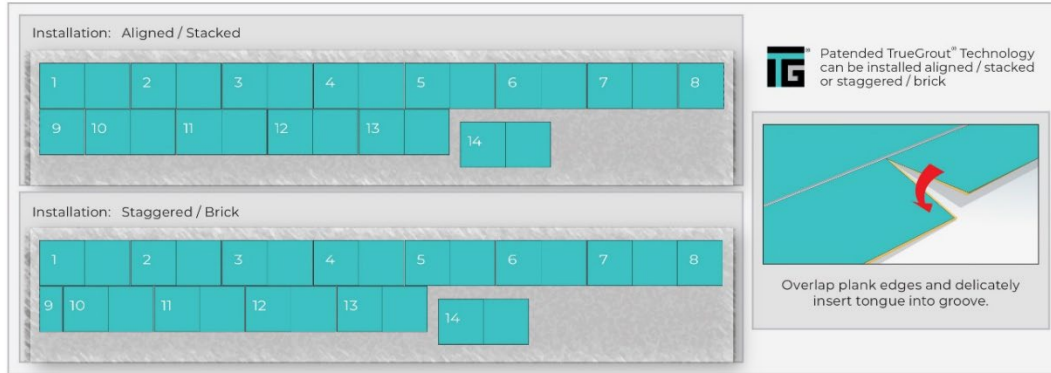 Installation: Aligned / Stacked
1 2 3 4 5 6 7 8
9 10 11 12 13 14
Installation: Staggered / Brick
1 2 3 4 5 6 7 8
9 10 11 12 13 14
TG®
Patended TrueGrout® Technology
can be installed aligned / stacked
or staggered / brick
Overlap plank edges and delicately
insert tongue into groove.